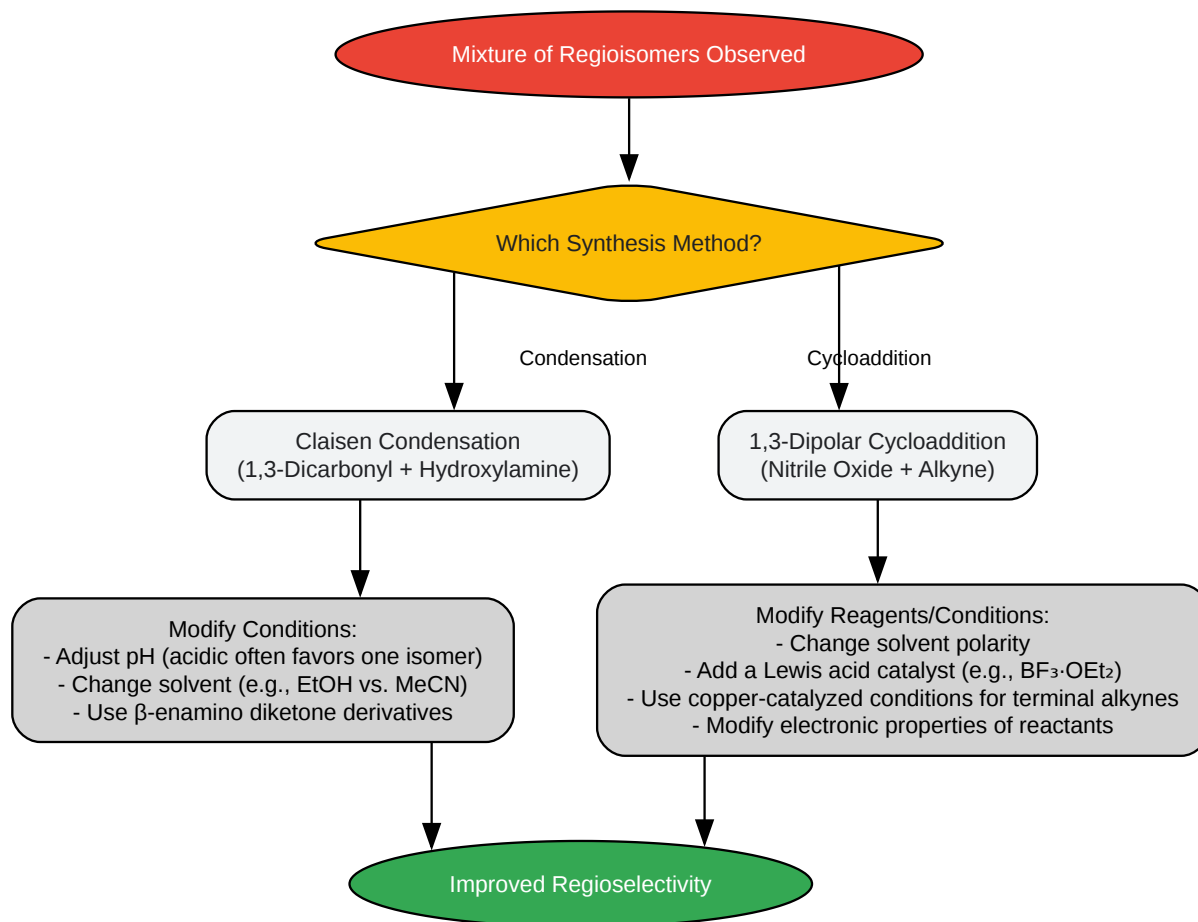 Mixture of Regioisomers Observed
Which Synthesis Method?
Condensation
Cycloaddition
Claisen Condensation
(1,3-Dicarbonyl + Hydroxylamine)
1,3-Dipolar Cycloaddition
(Nitrile Oxide + Alkyne)
Modify Conditions:
- Adjust pH (acidic often favors one isomer)
- Change solvent (e.g., EtOH vs. MeCN)
- Use β-enamino diketone derivatives
Modify Reagents/Conditions:
- Change solvent polarity
- Add a Lewis acid catalyst (e.g., BF₃·OEt₂)
- Use copper-catalyzed conditions for terminal alkynes
- Modify electronic properties of reactants
Improved Regioselectivity